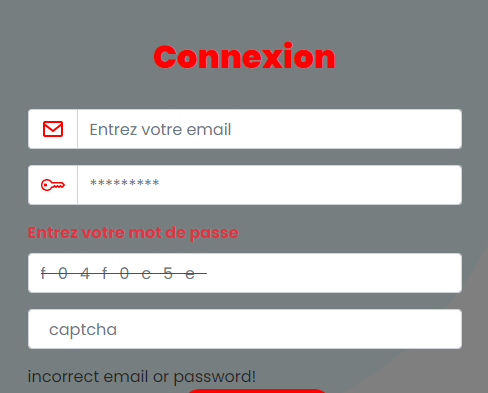 Connexion
Entrez votre email
*********
Entrez votre mot de passe
f 0 4 f 0 c 5 e
captcha
incorrect email or password!